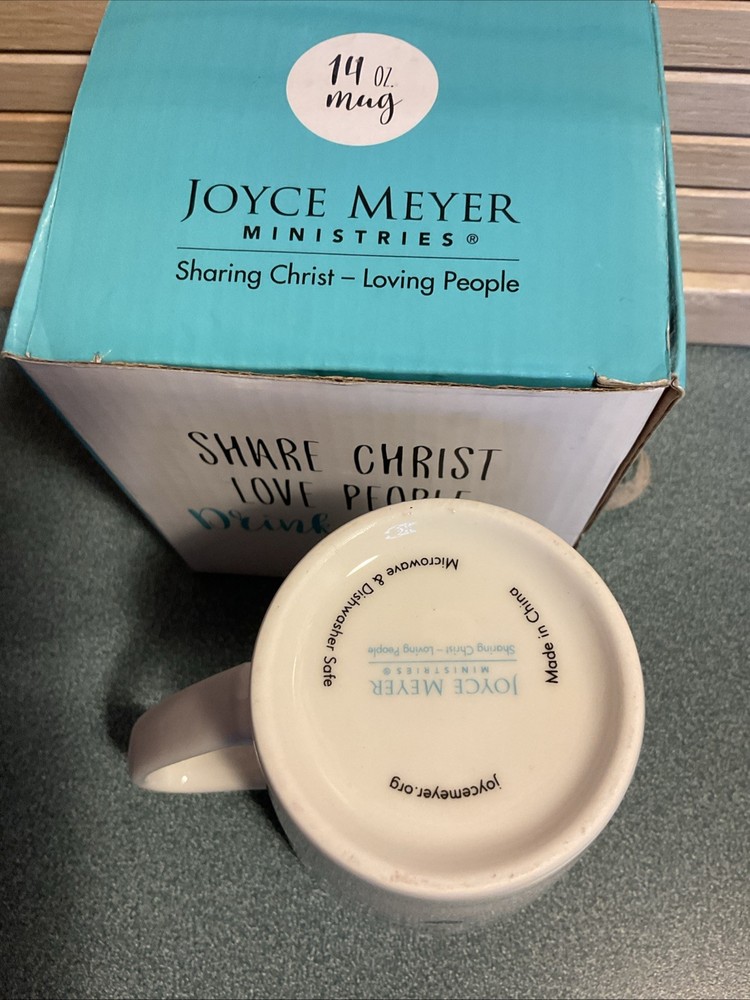 14 OZ.
mug
JOYCE MEYER
MINISTRIES®
Sharing Christ – Loving People
SHARE CHRIST
LOVE PEOPLE
Drink
Microwave & Dishwasher Safe
Made in China
JOYCE MEYER
MINISTRIES®
Sharing Christ – Loving People
joycemeyer.org